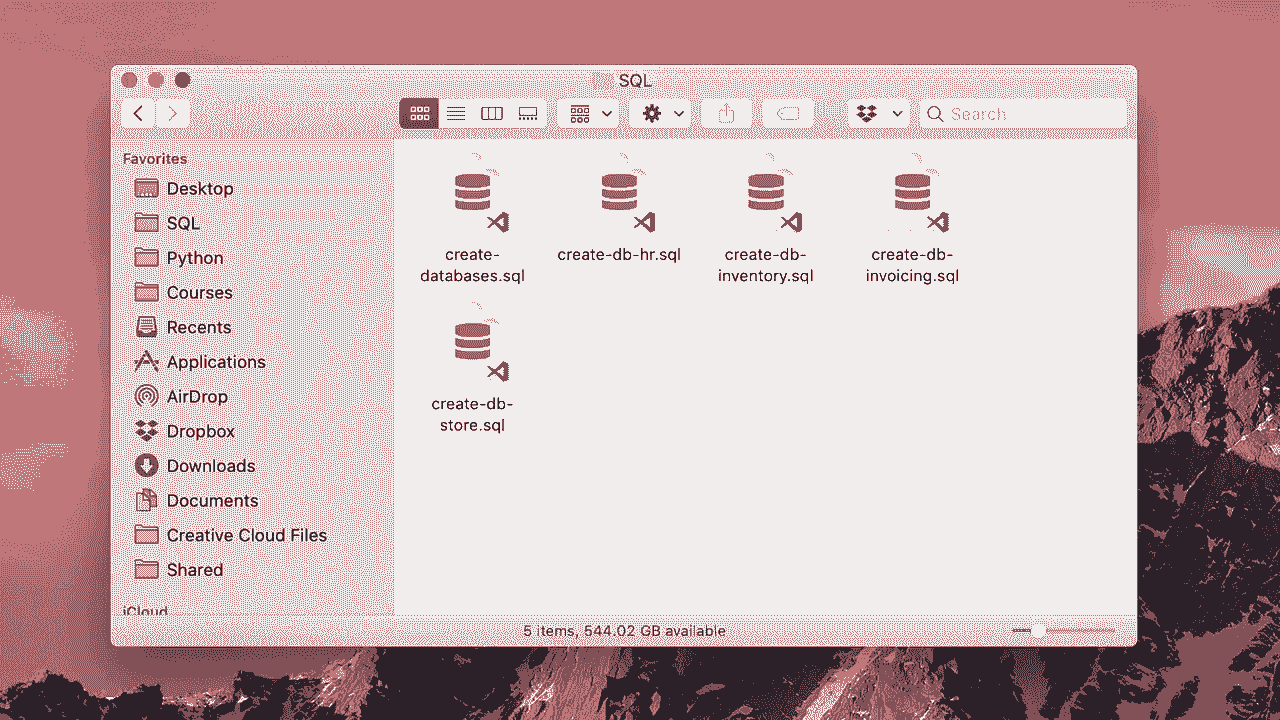 SQL
Search
Favorites
Desktop
SQL
Python
Courses
Recents
Applications
AirDrop
Dropbox
Downloads
Documents
Creative Cloud Files
Shared
iCloud
create-
databases.sql
create-db-hr.sql
create-db-
inventory.sql
create-db-
invoicing.sql
create-db-
store.sql
5 items, 544.02 GB available